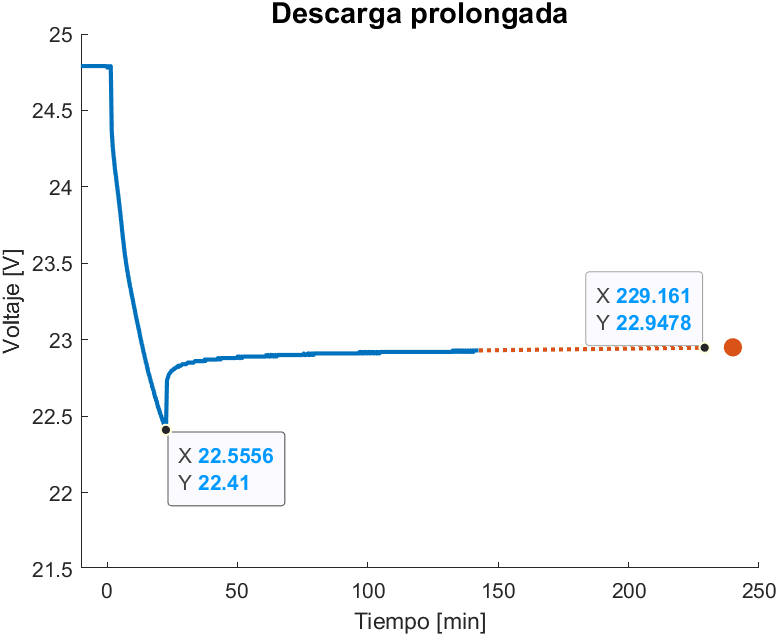 Descarga prolongada
25
24.5
24
23.5
23
22.5
22
21.5
Voltaje [V]
X 229.161
Y 22.9478
X 22.5556
Y 22.41
0 50 100 150 200 250
Tiempo [min]